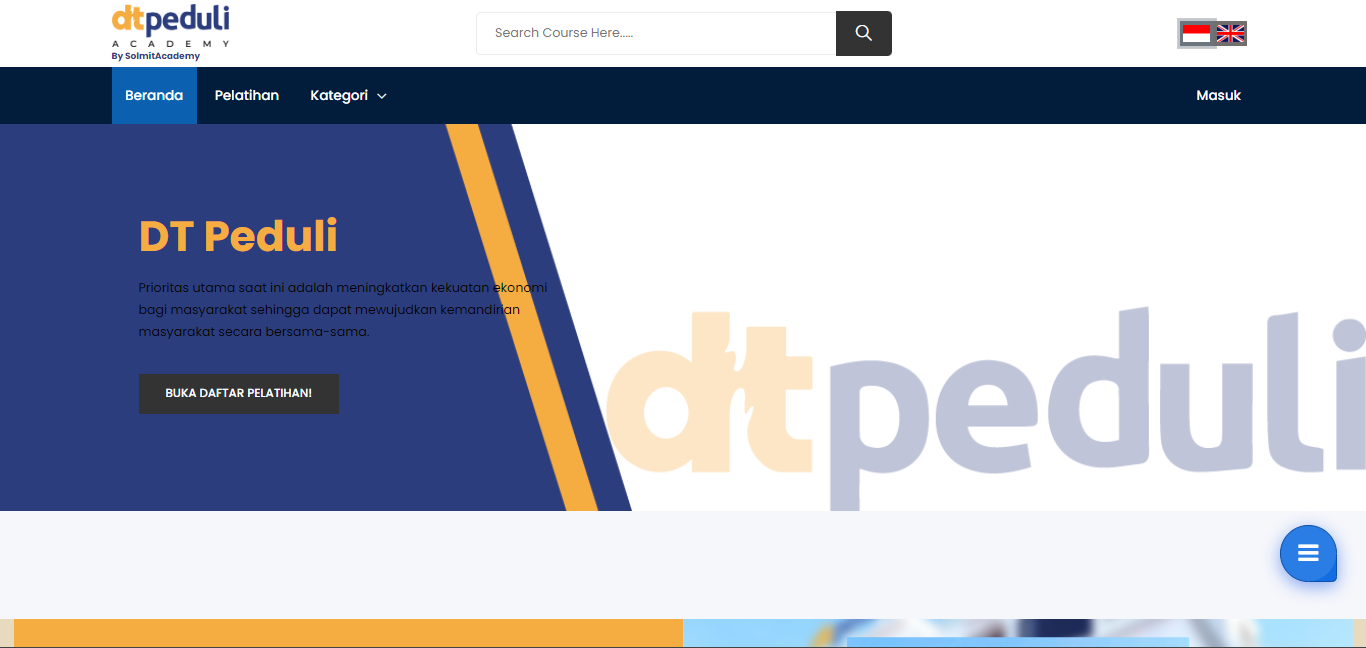 dtpeduli
A C A D E M Y
By SolmitAcademy
Search Course Here.....
Beranda
Pelatihan
Kategori
Masuk
DT Peduli
Prioritas utama saat ini adalah meningkatkan kekuatan ekonomi
bagi masyarakat sehingga dapat mewujudkan kemandirian
masyarakat secara bersama-sama.
BUKA DAFTAR PELATIHAN!
dtpeduli